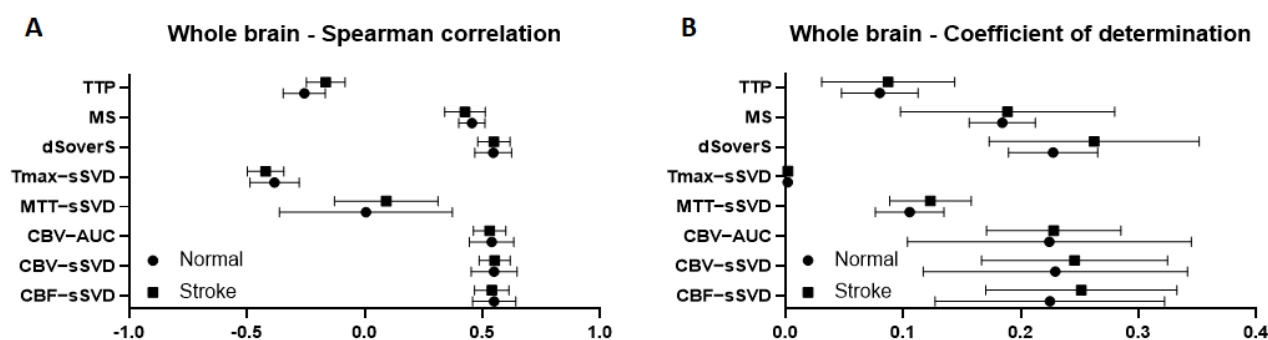 A
Whole brain - Spearman correlation
TTP
MS
dSoverS
Tmax-sSVD
MTT-sSVD
CBV-AUC
CBV-sSVD
CBF-sSVD
Normal
Stroke
-1.0 -0.5 0.0 0.5 1.0
B
Whole brain - Coefficient of determination
TTP
MS
dSoverS
Tmax-sSVD
MTT-sSVD
CBV-AUC
CBV-sSVD
CBF-sSVD
Normal
Stroke
0.0 0.1 0.2 0.3 0.4